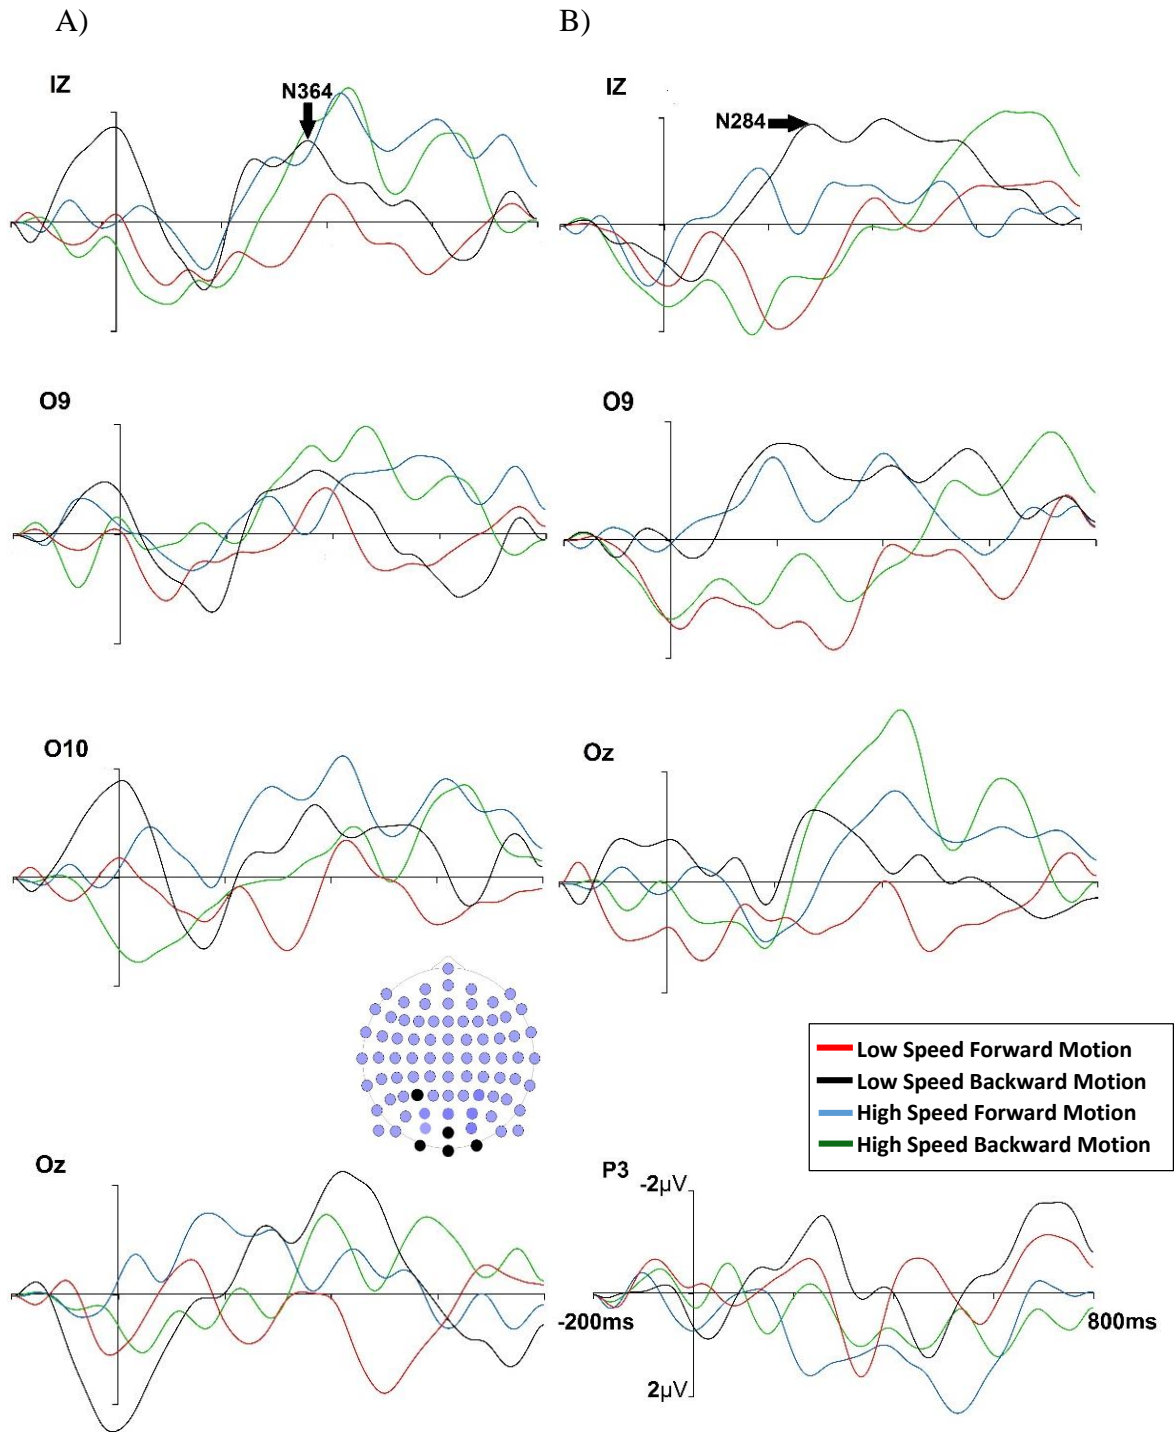 A)
B)
IZ
N364
IZ
N284
O9
O9
O10
Oz
Low Speed Forward Motion
Low Speed Backward Motion
High Speed Forward Motion
High Speed Backward Motion
Oz
P3
-2µV
-200ms
800ms
2µV